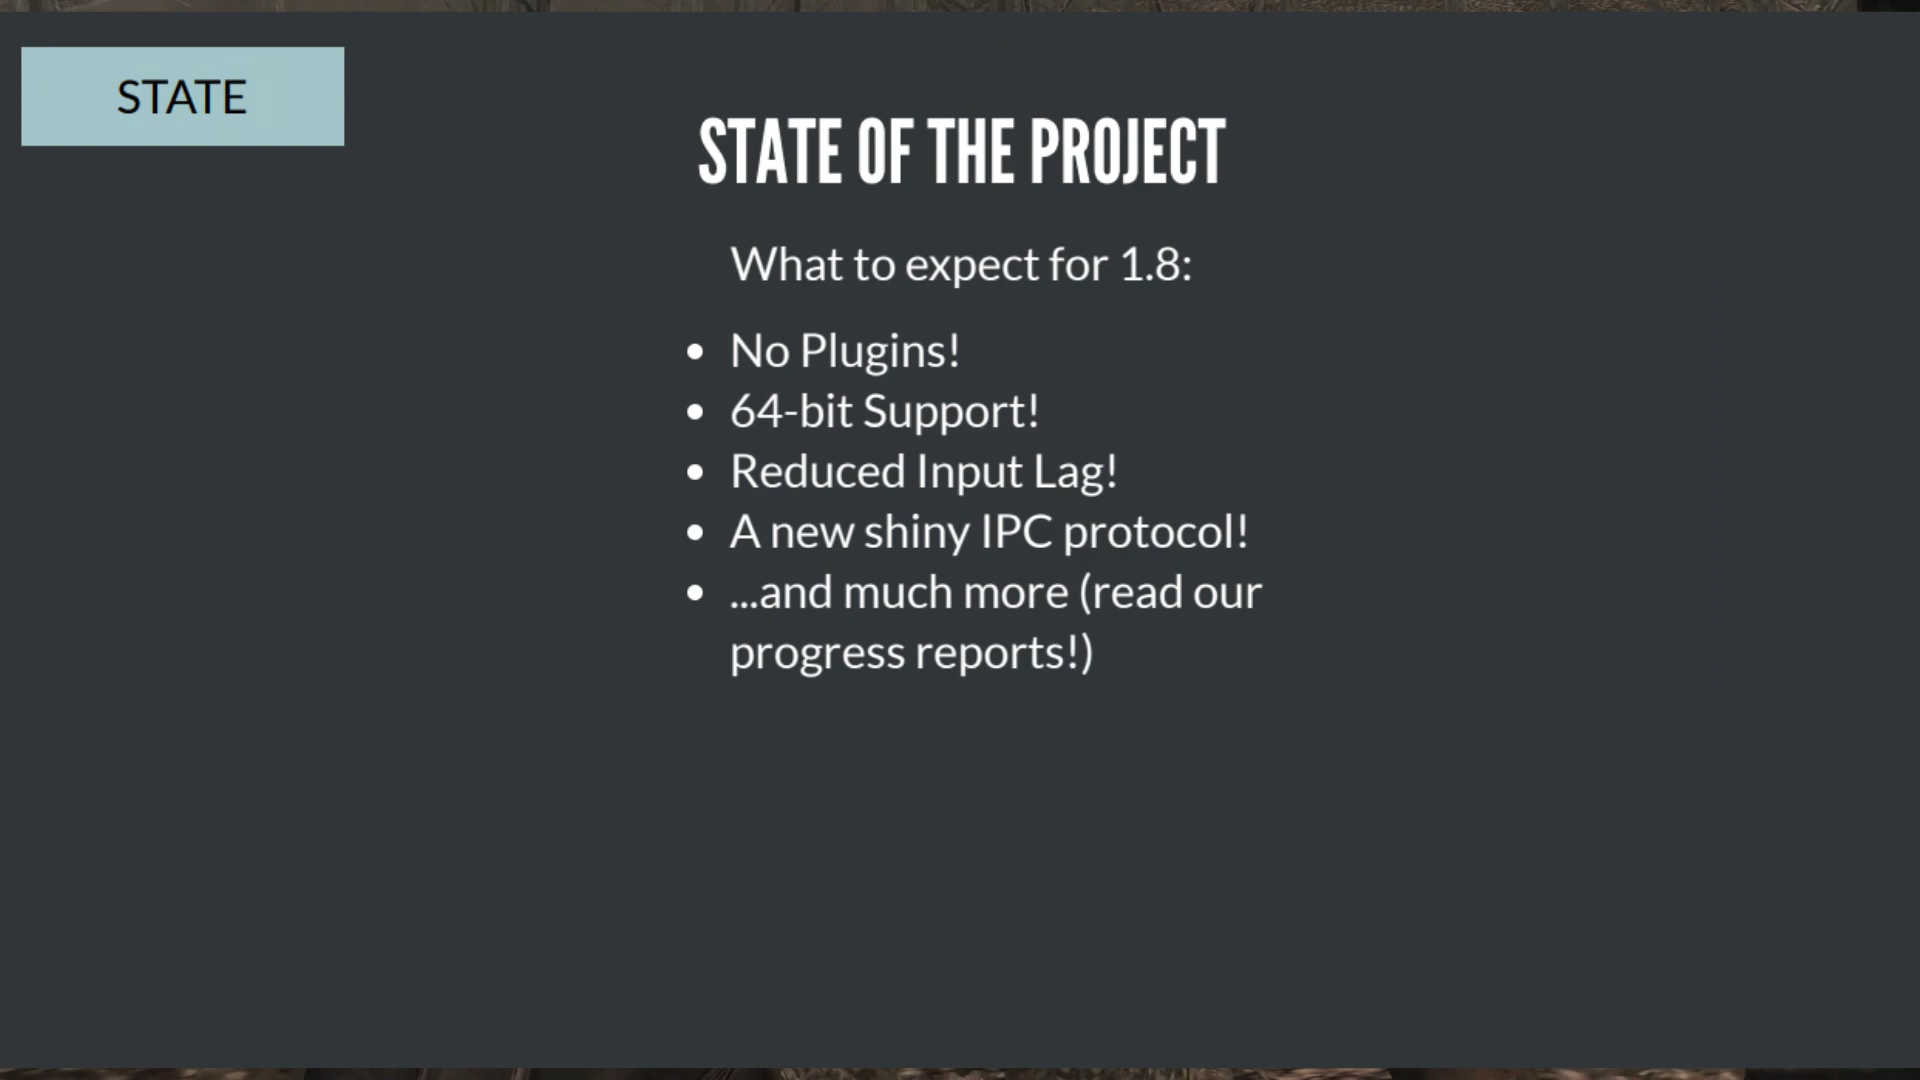 STATE
STATE OF THE PROJECT
What to expect for 1.8:
• No Plugins!
• 64-bit Support!
• Reduced Input Lag!
• A new shiny IPC protocol!
• ...and much more (read our
progress reports!)